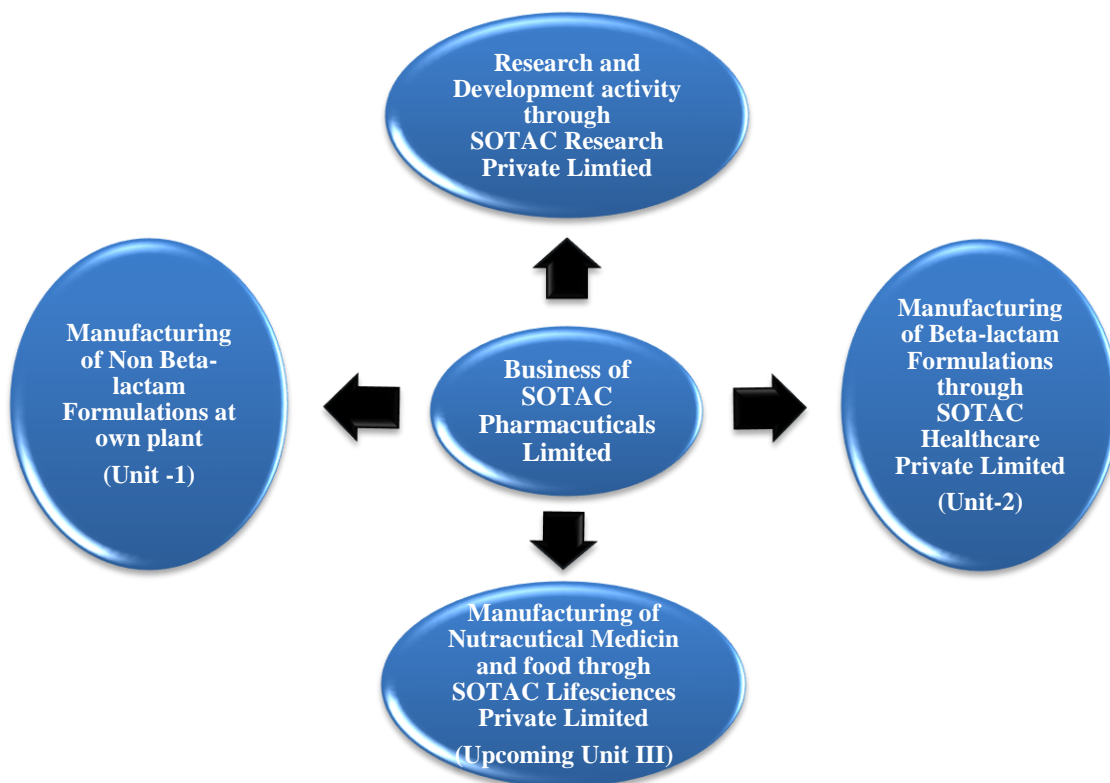 Research and
Development activity
through
SOTAC Research
Private Limtied
Manufacturing
of Non Beta-
lactam
Formulations at
own plant
(Unit -1)
Business of
SOTAC
Pharmacuticals
Limited
Manufacturing
of Beta-lactam
Formulations
through
SOTAC
Healthcare
Private Limited
(Unit-2)
Manufacturing of
Nutracutical Medicin
and food throgh
SOTAC Lifesciences
Private Limited
(Upcoming Unit III)